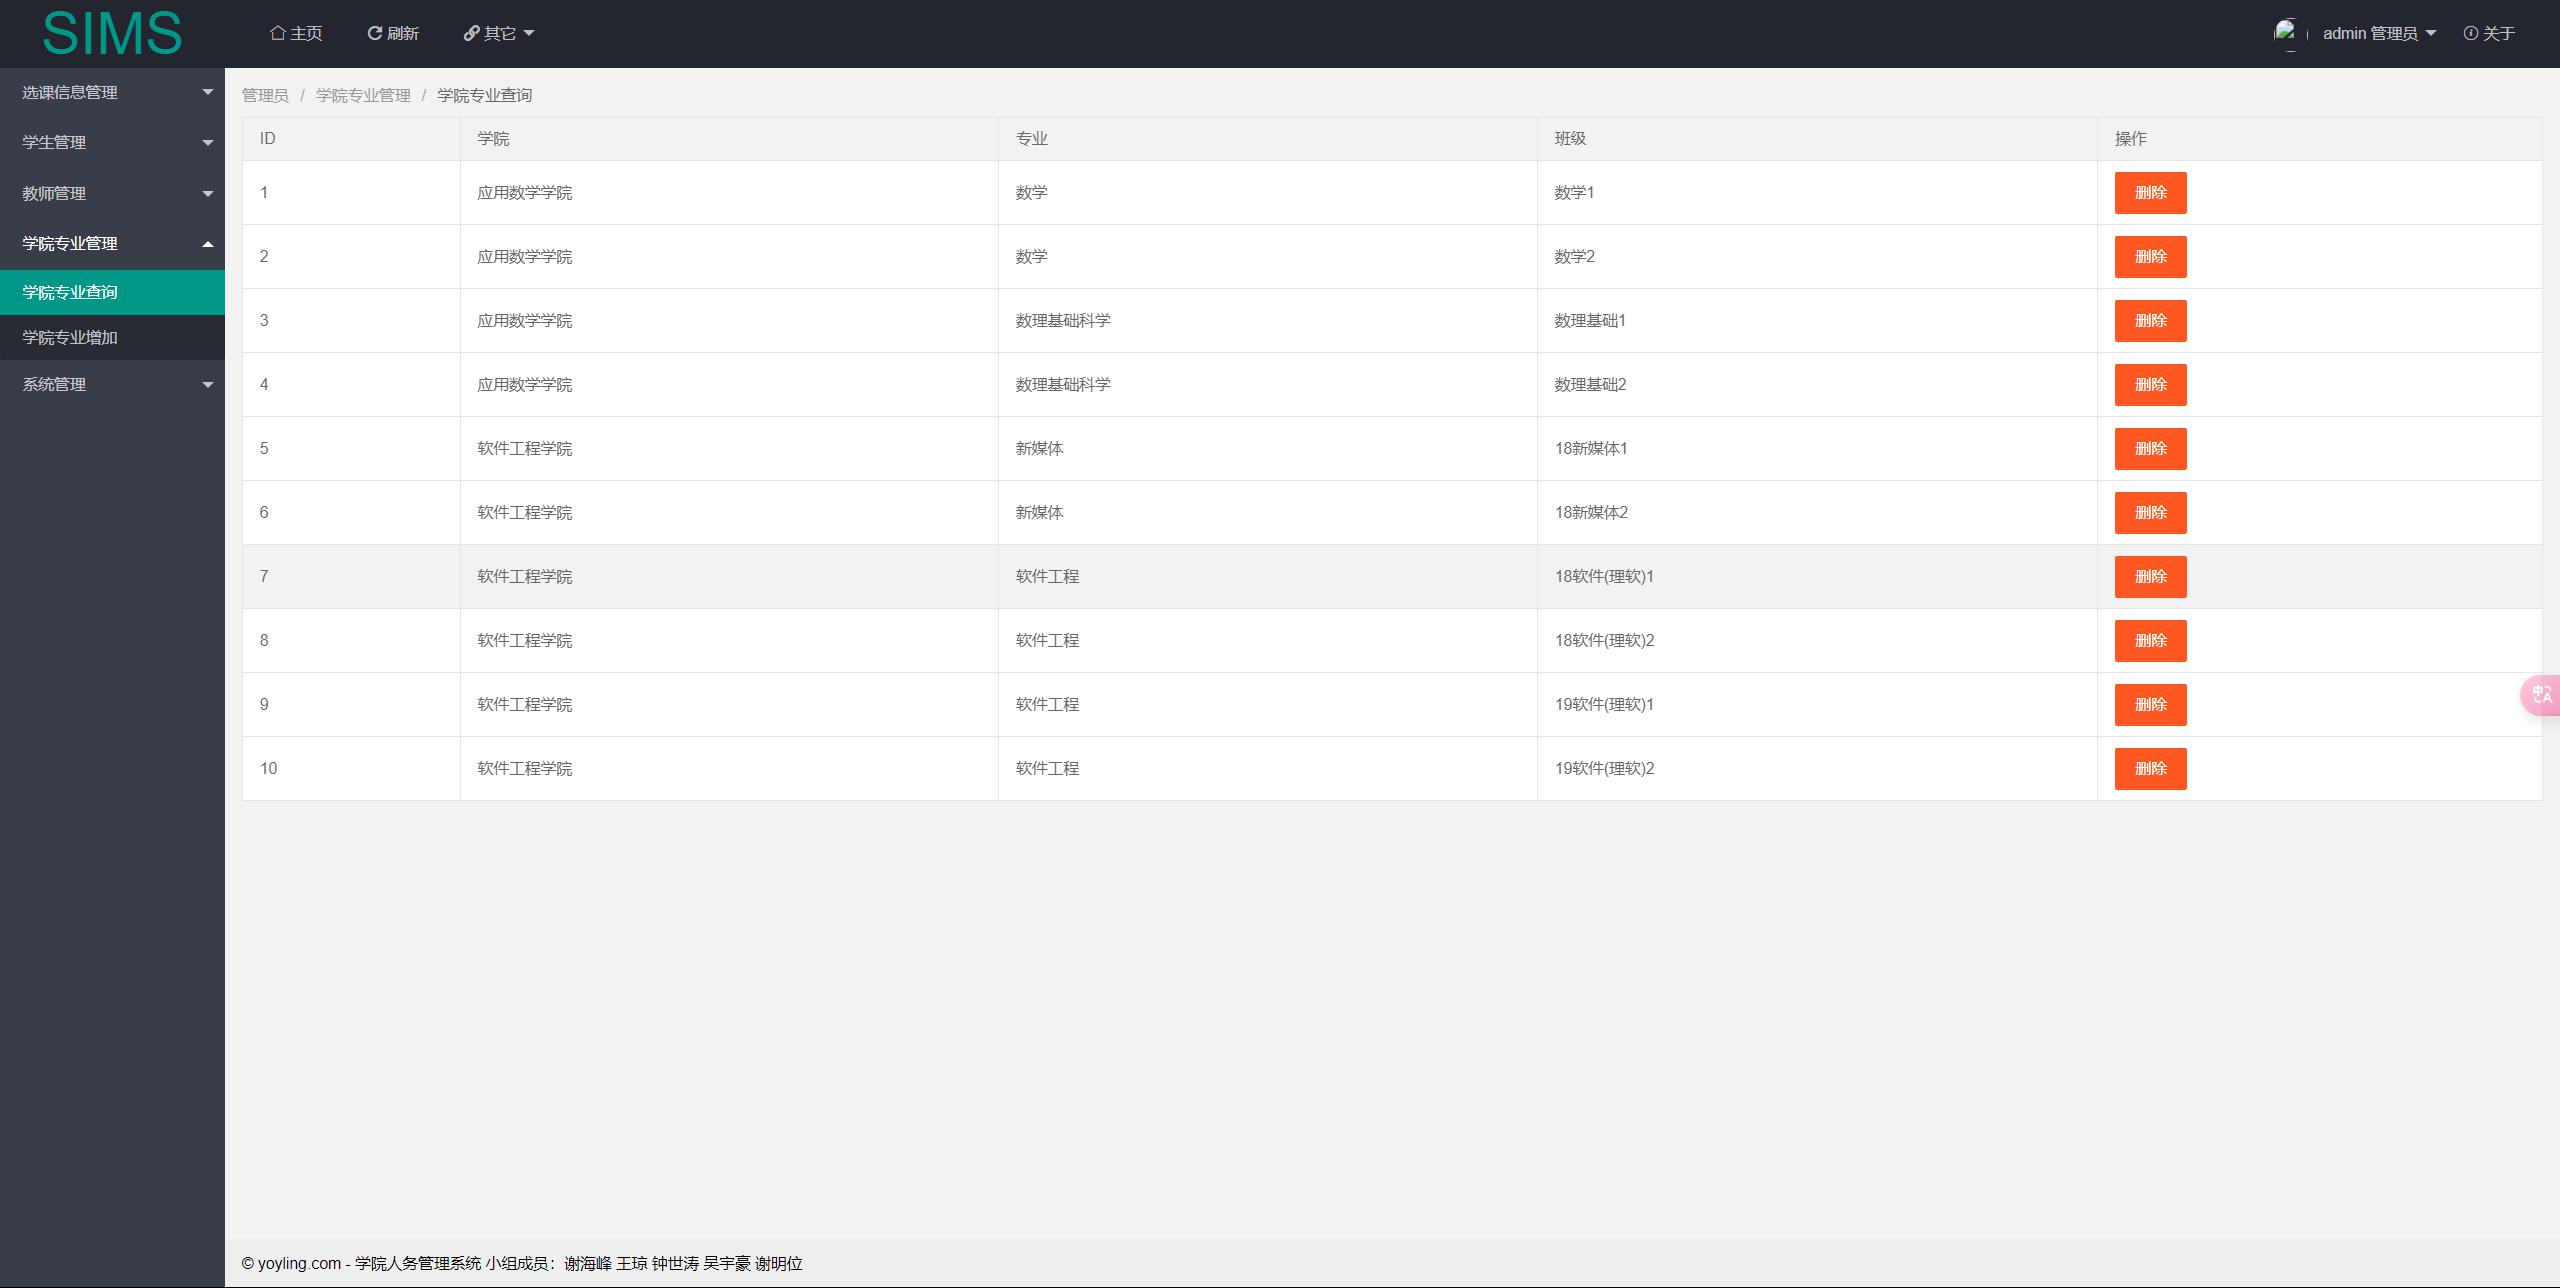 SIMS 主页 刷新 其它 admin 管理员 关于
选课信息管理
学生管理
教师管理
学院专业管理
学院专业查询
学院专业增加
系统管理
管理员 / 学院专业管理 / 学院专业查询
ID 学院 专业 班级 操作
1 应用数学学院 数学 数学1 删除
2 应用数学学院 数学 数学2 删除
3 应用数学学院 数理基础科学 数理基础1 删除
4 应用数学学院 数理基础科学 数理基础2 删除
5 软件工程学院 新媒体 18新媒体1 删除
6 软件工程学院 新媒体 18新媒体2 删除
7 软件工程学院 软件工程 18软件(理软)1 删除
8 软件工程学院 软件工程 18软件(理软)2 删除
9 软件工程学院 软件工程 19软件(理软)1 删除
10 软件工程学院 软件工程 19软件(理软)2 删除
© yoyling.com - 学院人务管理系统 小组成员：谢海峰 王琼 钟世涛 吴宇豪 谢明位